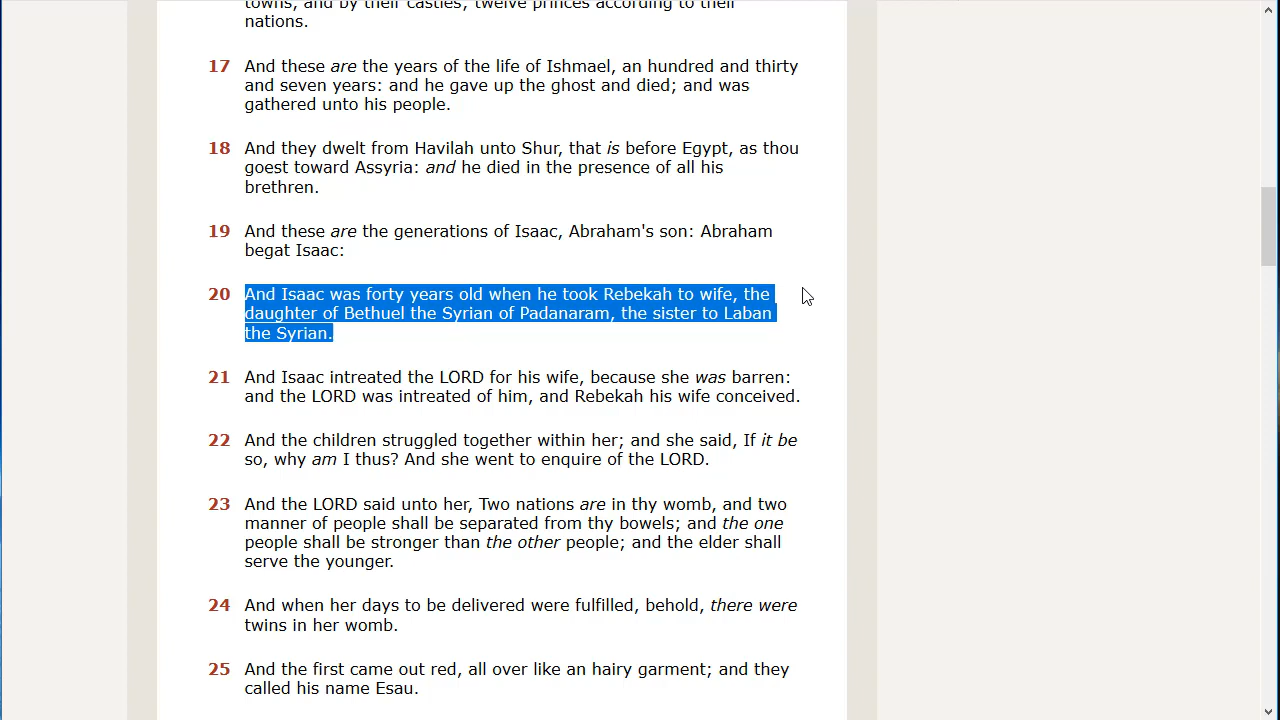 towns, and by their castles; twelve princes according to their
nations.
17 And these are the years of the life of Ishmael, an hundred and thirty
and seven years: and he gave up the ghost and died; and was
gathered unto his people.
18 And they dwelt from Havilah unto Shur, that is before Egypt, as thou
goest toward Assyria: and he died in the presence of all his
brethren.
19 And these are the generations of Isaac, Abraham's son: Abraham
begat Isaac:
20 And Isaac was forty years old when he took Rebekah to wife, the
daughter of Bethuel the Syrian of Padanaram, the sister to Laban
the Syrian.
21 And Isaac intreated the LORD for his wife, because she was barren:
and the LORD was intreated of him, and Rebekah his wife conceived.
22 And the children struggled together within her; and she said, If it be
so, why am I thus? And she went to enquire of the LORD.
23 And the LORD said unto her, Two nations are in thy womb, and two
manner of people shall be separated from thy bowels; and the one
people shall be stronger than the other people; and the elder shall
serve the younger.
24 And when her days to be delivered were fulfilled, behold, there were
twins in her womb.
25 And the first came out red, all over like an hairy garment; and they
called his name Esau.